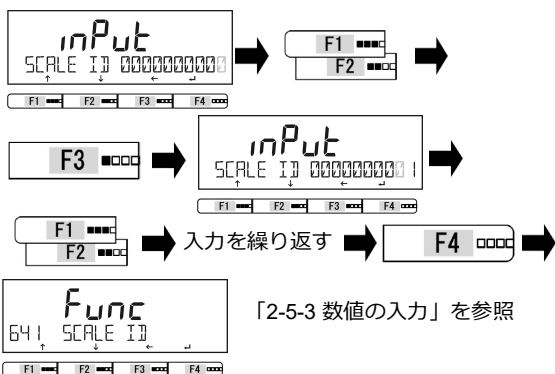 inPut
SCALE ID 0000000000
↑ ↓ ← ↵
F1 F2 F3 F4
F1
F2
F3
inPut
SCALE ID 0000000001
↑ ↓ ← ↵
F1 F2 F3 F4
F1
F2
入力を繰り返す
F4
Func
641 SCALE ID
↑ ↓ ← ↵
F1 F2 F3 F4
「2-5-3 数値の入力」を参照